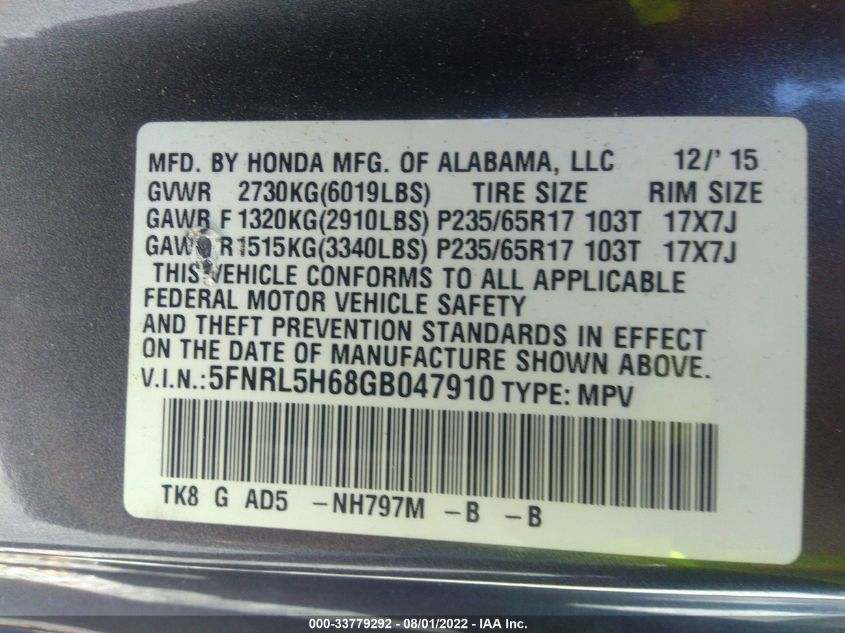 MFD. BY HONDA MFG. OF ALABAMA, LLC 12/' 15
GVWR 2730KG(6019LBS) TIRE SIZE RIM SIZE
GAWR F 1320KG(2910LBS) P235/65R17 103T 17X7J
GAW R1515KG(3340LBS) P235/65R17 103T 17X7J
THIS VEHICLE CONFORMS TO ALL APPLICABLE
FEDERAL MOTOR VEHICLE SAFETY
AND THEFT PREVENTION STANDARDS IN EFFECT
ON THE DATE OF MANUFACTURE SHOWN ABOVE.
V.I.N.:5FNRL5H68GB047910 TYPE: MPV
TK8 G AD5 -NH797M -B -B
000-33779292 - 08/01/2022 - IAA Inc.